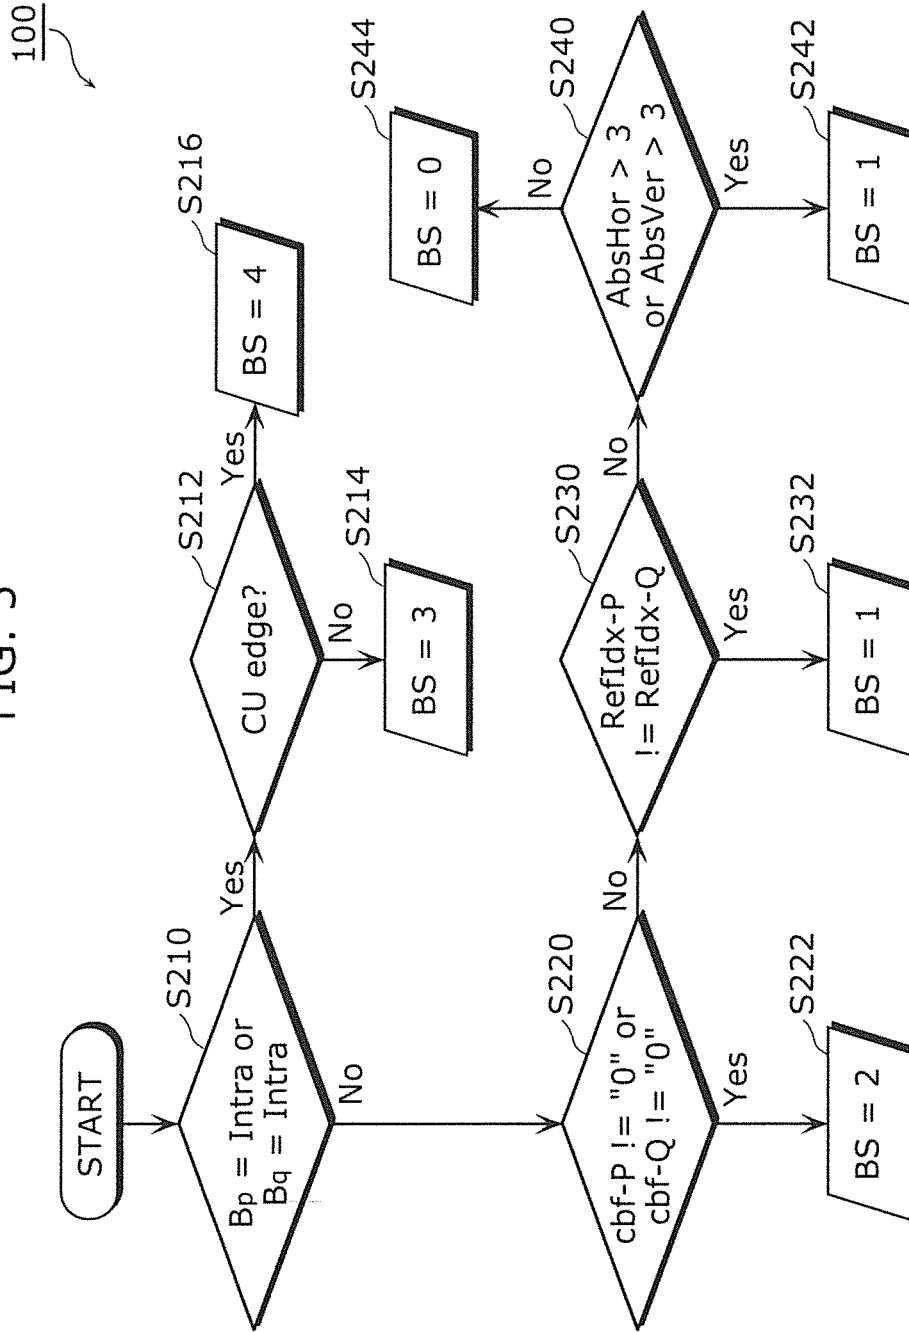 FIG.
100
START
S210
Bp = Intra or
Bq = Intra
Yes
No
S212
CU edge?
Yes
No
S216
BS = 4
S214
BS = 3
S220
cbf-P != "0" or
cbf-Q != "0"
No
Yes
S222
BS = 2
S230
RefIdx-P
!= RefIdx-Q
No
Yes
S232
BS = 1
S240
AbsHor > 3
or AbsVer > 3
No
Yes
S244
BS = 0
S242
BS = 1